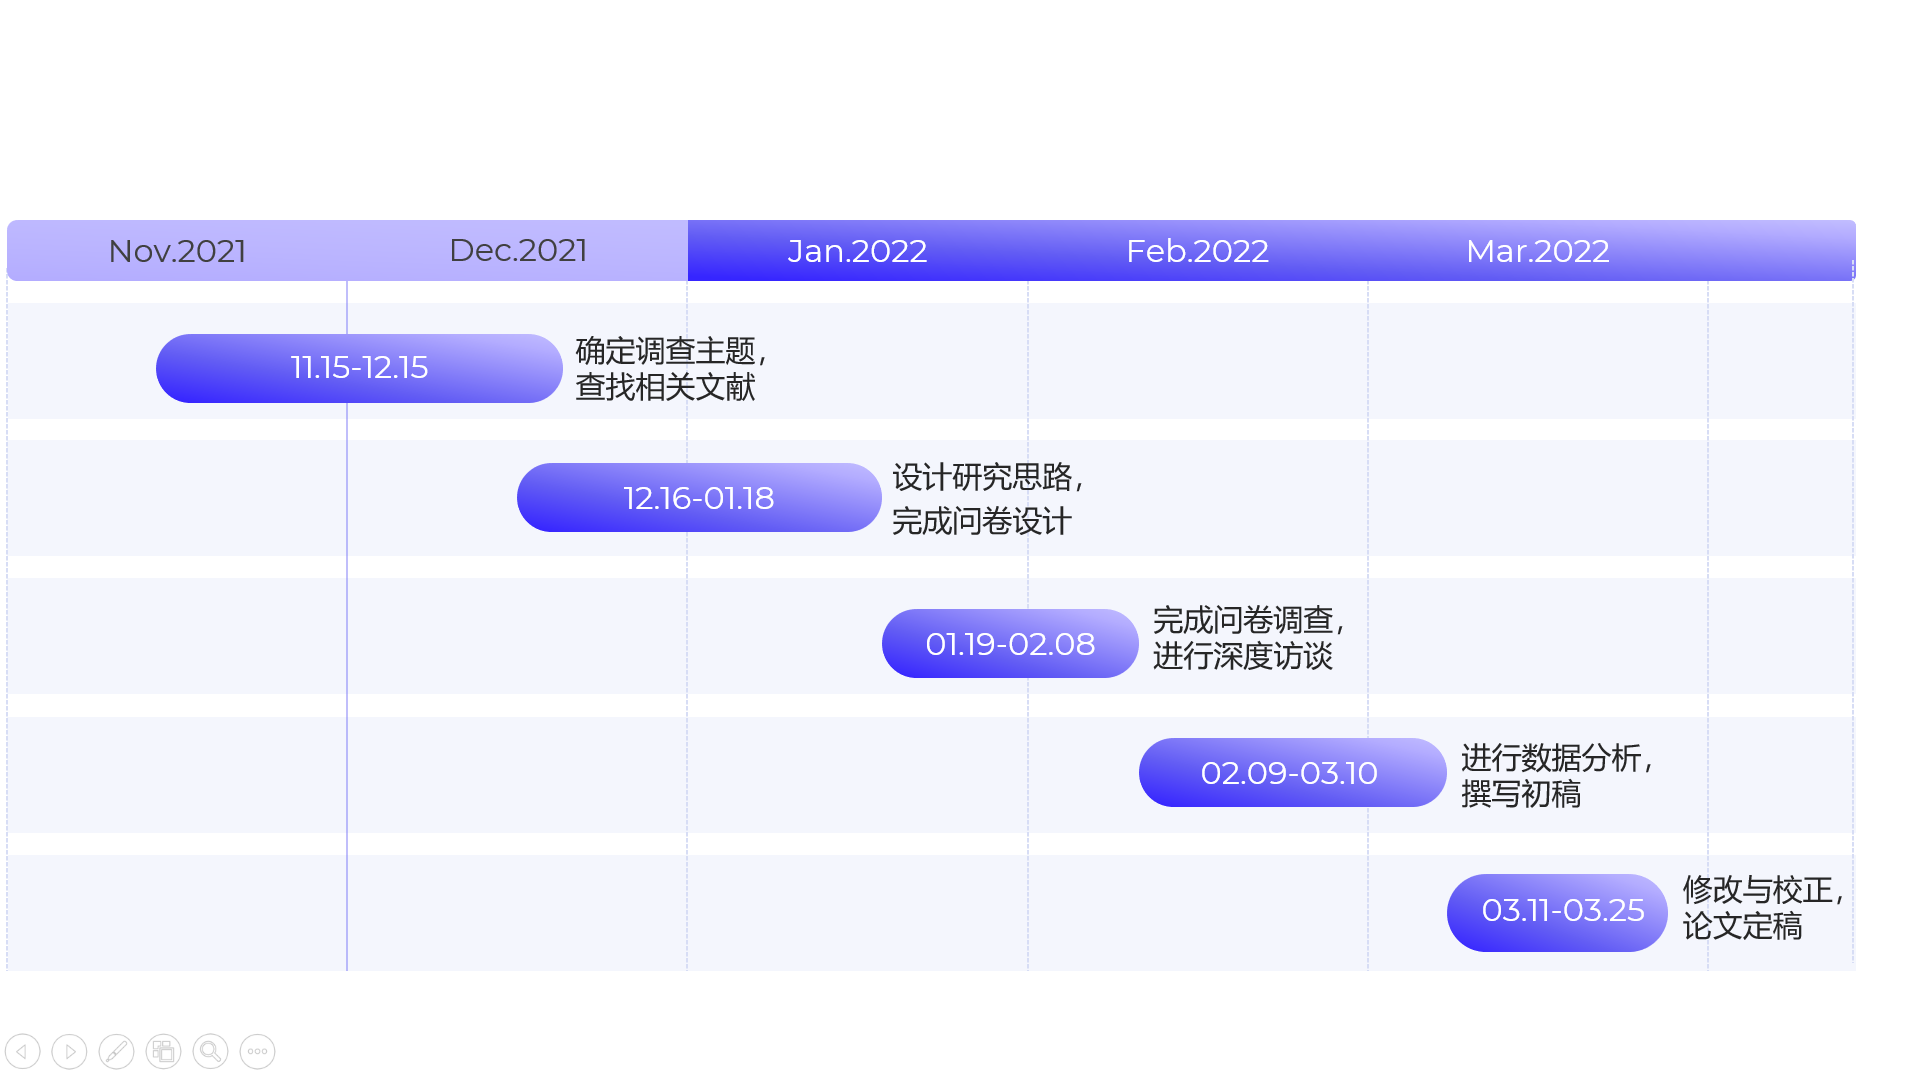 Nov.2021 Dec.2021 Jan.2022 Feb.2022 Mar.2022
11.15-12.15
确定调查主题，
查找相关文献
12.16-01.18
设计研究思路，
完成问卷设计
01.19-02.08
完成问卷调查，
进行深度访谈
02.09-03.10
进行数据分析，
撰写初稿
03.11-03.25
修改与校正，
论文定稿